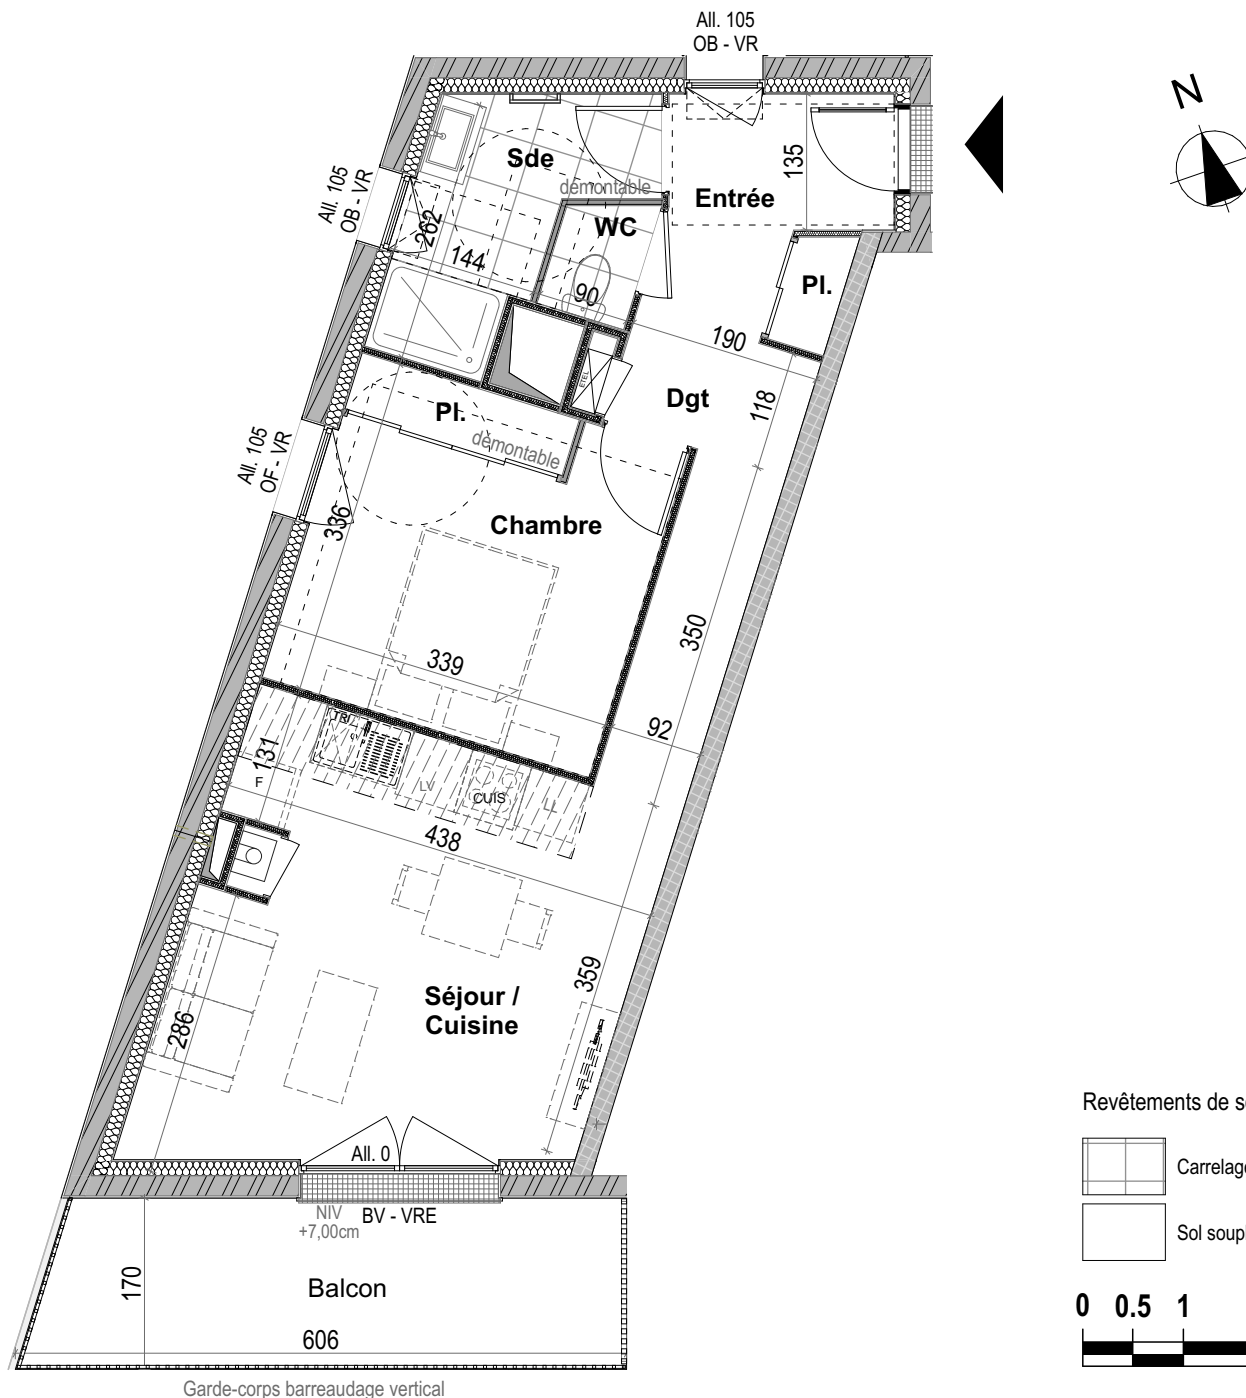 All. 105
OB - VR
N
Sde
démontable
135
Entrée
WC
All. 105
OB - VR
262
144
90
Pl.
190
ETEL
Dgt
118
Pl.
démontable
All. 105
OF - VR
336
Chambre
350
339
92
TRI
131
F
LV
CUIS
LL
438
359
Séjour /
Cuisine
286
All. 0
NIV
+7,00cm
BV - VRE
170
Balcon
606
Garde-corps barreaudage vertical
Revêtements de s
Carrelage
Sol soup
0 0.5 1